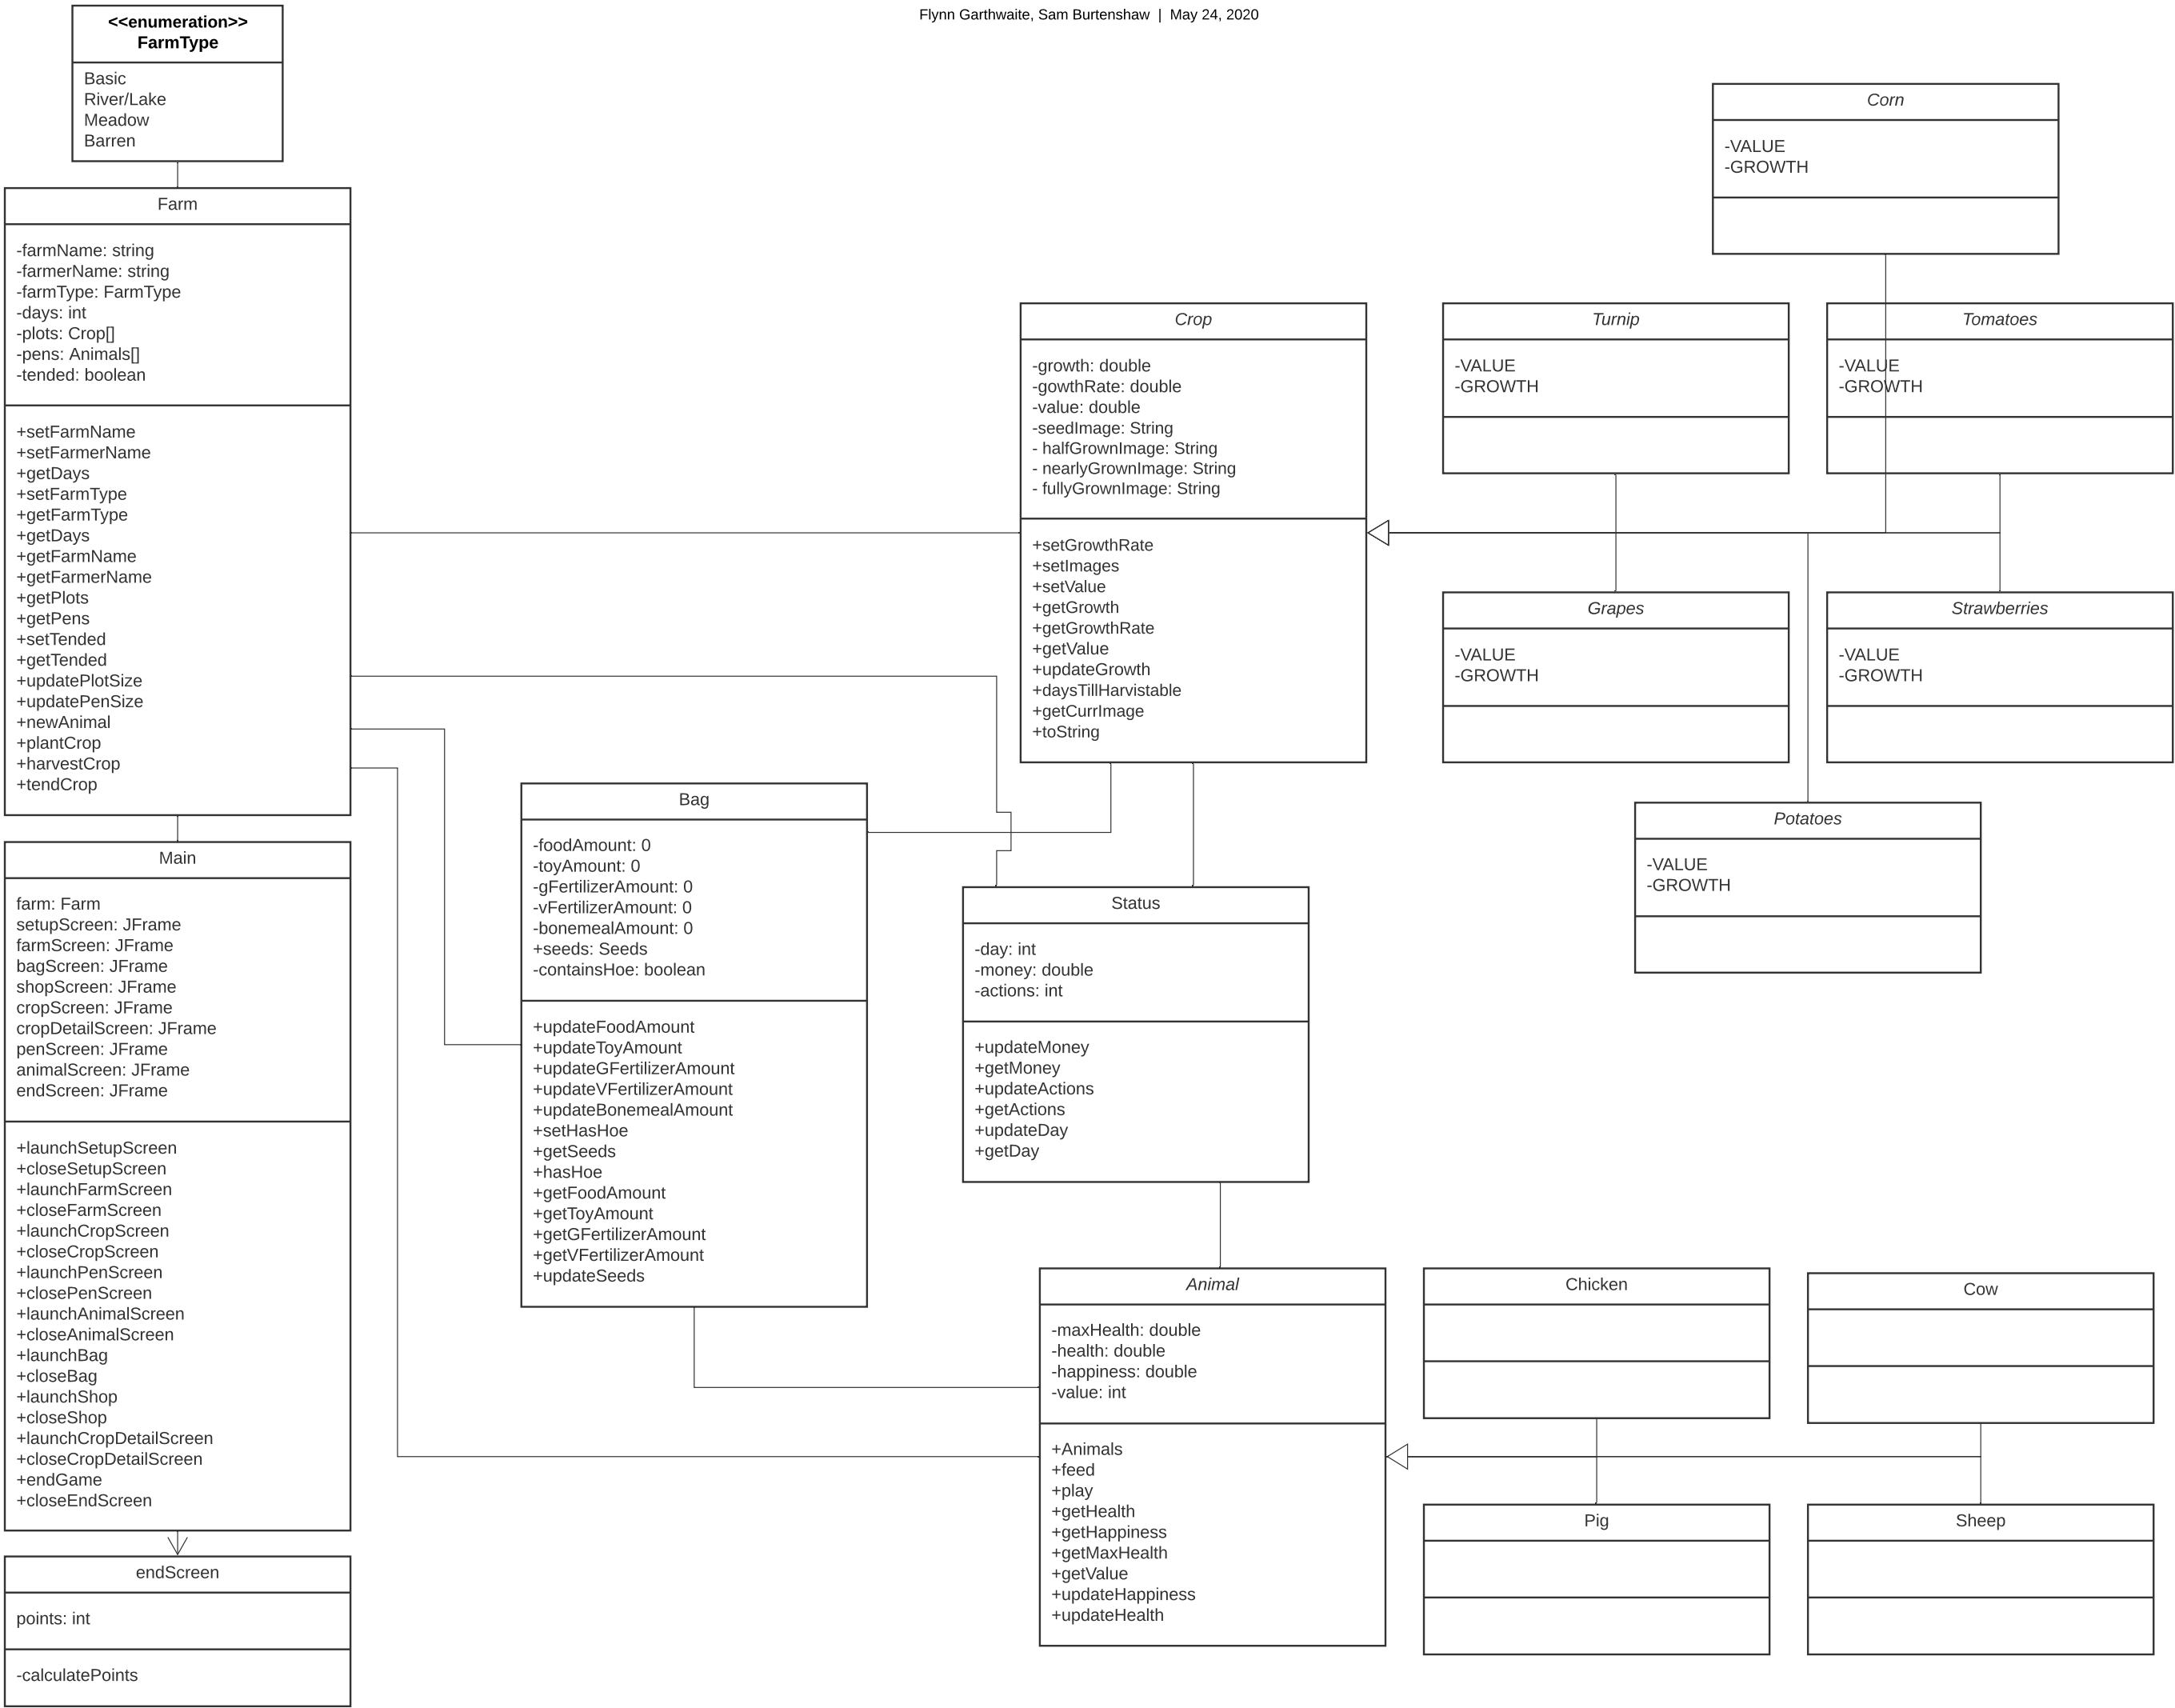 Flynn Garthwaite, Sam Burtenshaw | May 24, 2020
<<enumeration>>
FarmType
Basic
River/Lake
Meadow
Barren
Farm
-farmName: string
-farmerName: string
-farmType: FarmType
-days: int
-plots: Crop[]
-pens: Animals[]
-tended: boolean
+setFarmName
+setFarmerName
+getDays
+setFarmType
+getFarmType
+getDays
+getFarmName
+getFarmerName
+getPlots
+getPens
+setTended
+getTended
+updatePlotSize
+updatePenSize
+newAnimal
+plantCrop
+harvestCrop
+tendCrop
Main
farm: Farm
setupScreen: JFrame
farmScreen: JFrame
bagScreen: JFrame
shopScreen: JFrame
cropScreen: JFrame
cropDetailScreen: JFrame
penScreen: JFrame
animalScreen: JFrame
endScreen: JFrame
+launchSetupScreen
+closeSetupScreen
+launchFarmScreen
+closeFarmScreen
+launchCropScreen
+closeCropScreen
+launchPenScreen
+closePenScreen
+launchAnimalScreen
+closeAnimalScreen
+launchBag
+closeBag
+launchShop
+closeShop
+launchCropDetailScreen
+closeCropDetailScreen
+endGame
+closeEndScreen
endScreen
points: int
-calculatePoints
Bag
-foodAmount: 0
-toyAmount: 0
-gFertilizerAmount: 0
-vFertilizerAmount: 0
-bonemealAmount: 0
+seeds: Seeds
-containsHoe: boolean
+updateFoodAmount
+updateToyAmount
+updateGFertilizerAmount
+updateVFertilizerAmount
+updateBonemealAmount
+setHasHoe
+getSeeds
+hasHoe
+getFoodAmount
+getToyAmount
+getGFertilizerAmount
+getVFertilizerAmount
+updateSeeds
Crop
-growth: double
-gowthRate: double
-value: double
-seedImage: String
- halfGrownImage: String
- nearlyGrownImage: String
- fullyGrownImage: String
+setGrowthRate
+setImages
+setValue
+getGrowth
+getGrowthRate
+getValue
+updateGrowth
+daysTillHarvistable
+getCurrImage
+toString
Status
-day: int
-money: double
-actions: int
+updateMoney
+getMoney
+updateActions
+getActions
+updateDay
+getDay
Animal
-maxHealth: double
-health: double
-happiness: double
-value: int
+Animals
+feed
+play
+getHealth
+getHappiness
+getMaxHealth
+getValue
+updateHappiness
+updateHealth
Corn
-VALUE
-GROWTH
Turnip
-VALUE
-GROWTH
Tomatoes
-VALUE
-GROWTH
Grapes
-VALUE
-GROWTH
Strawberries
-VALUE
-GROWTH
Potatoes
-VALUE
-GROWTH
Chicken
Cow
Pig
Sheep